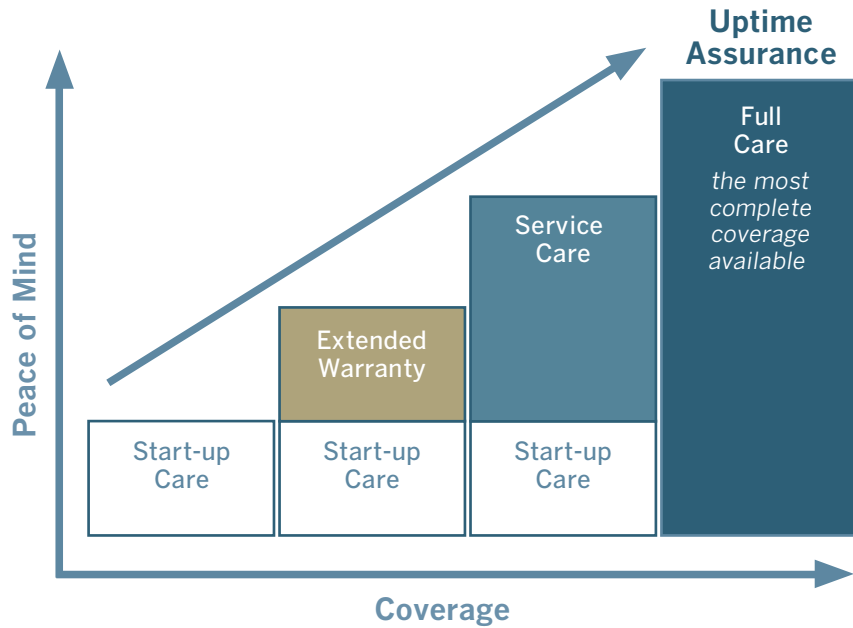 Uptime
Assurance
Full
Care
the most
complete
coverage
available
Service
Care
Extended
Warranty
Start-up
Care
Start-up
Care
Start-up
Care
Peace of Mind
Coverage